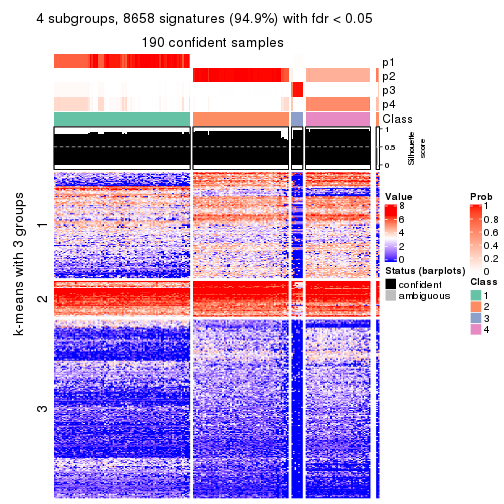 4 subgroups, 8658 signatures (94.9%) with fdr < 0.05
190 confident samples
p1
p2
p3
p4
Class
1
0.5
0
Silhouette
score
k-means with 3 groups
1
2
3
Value
8
6
4
2
0
Status (barplots)
confident
ambiguous
Prob
1
0.8
0.6
0.4
0.2
0
Class
1
2
3
4